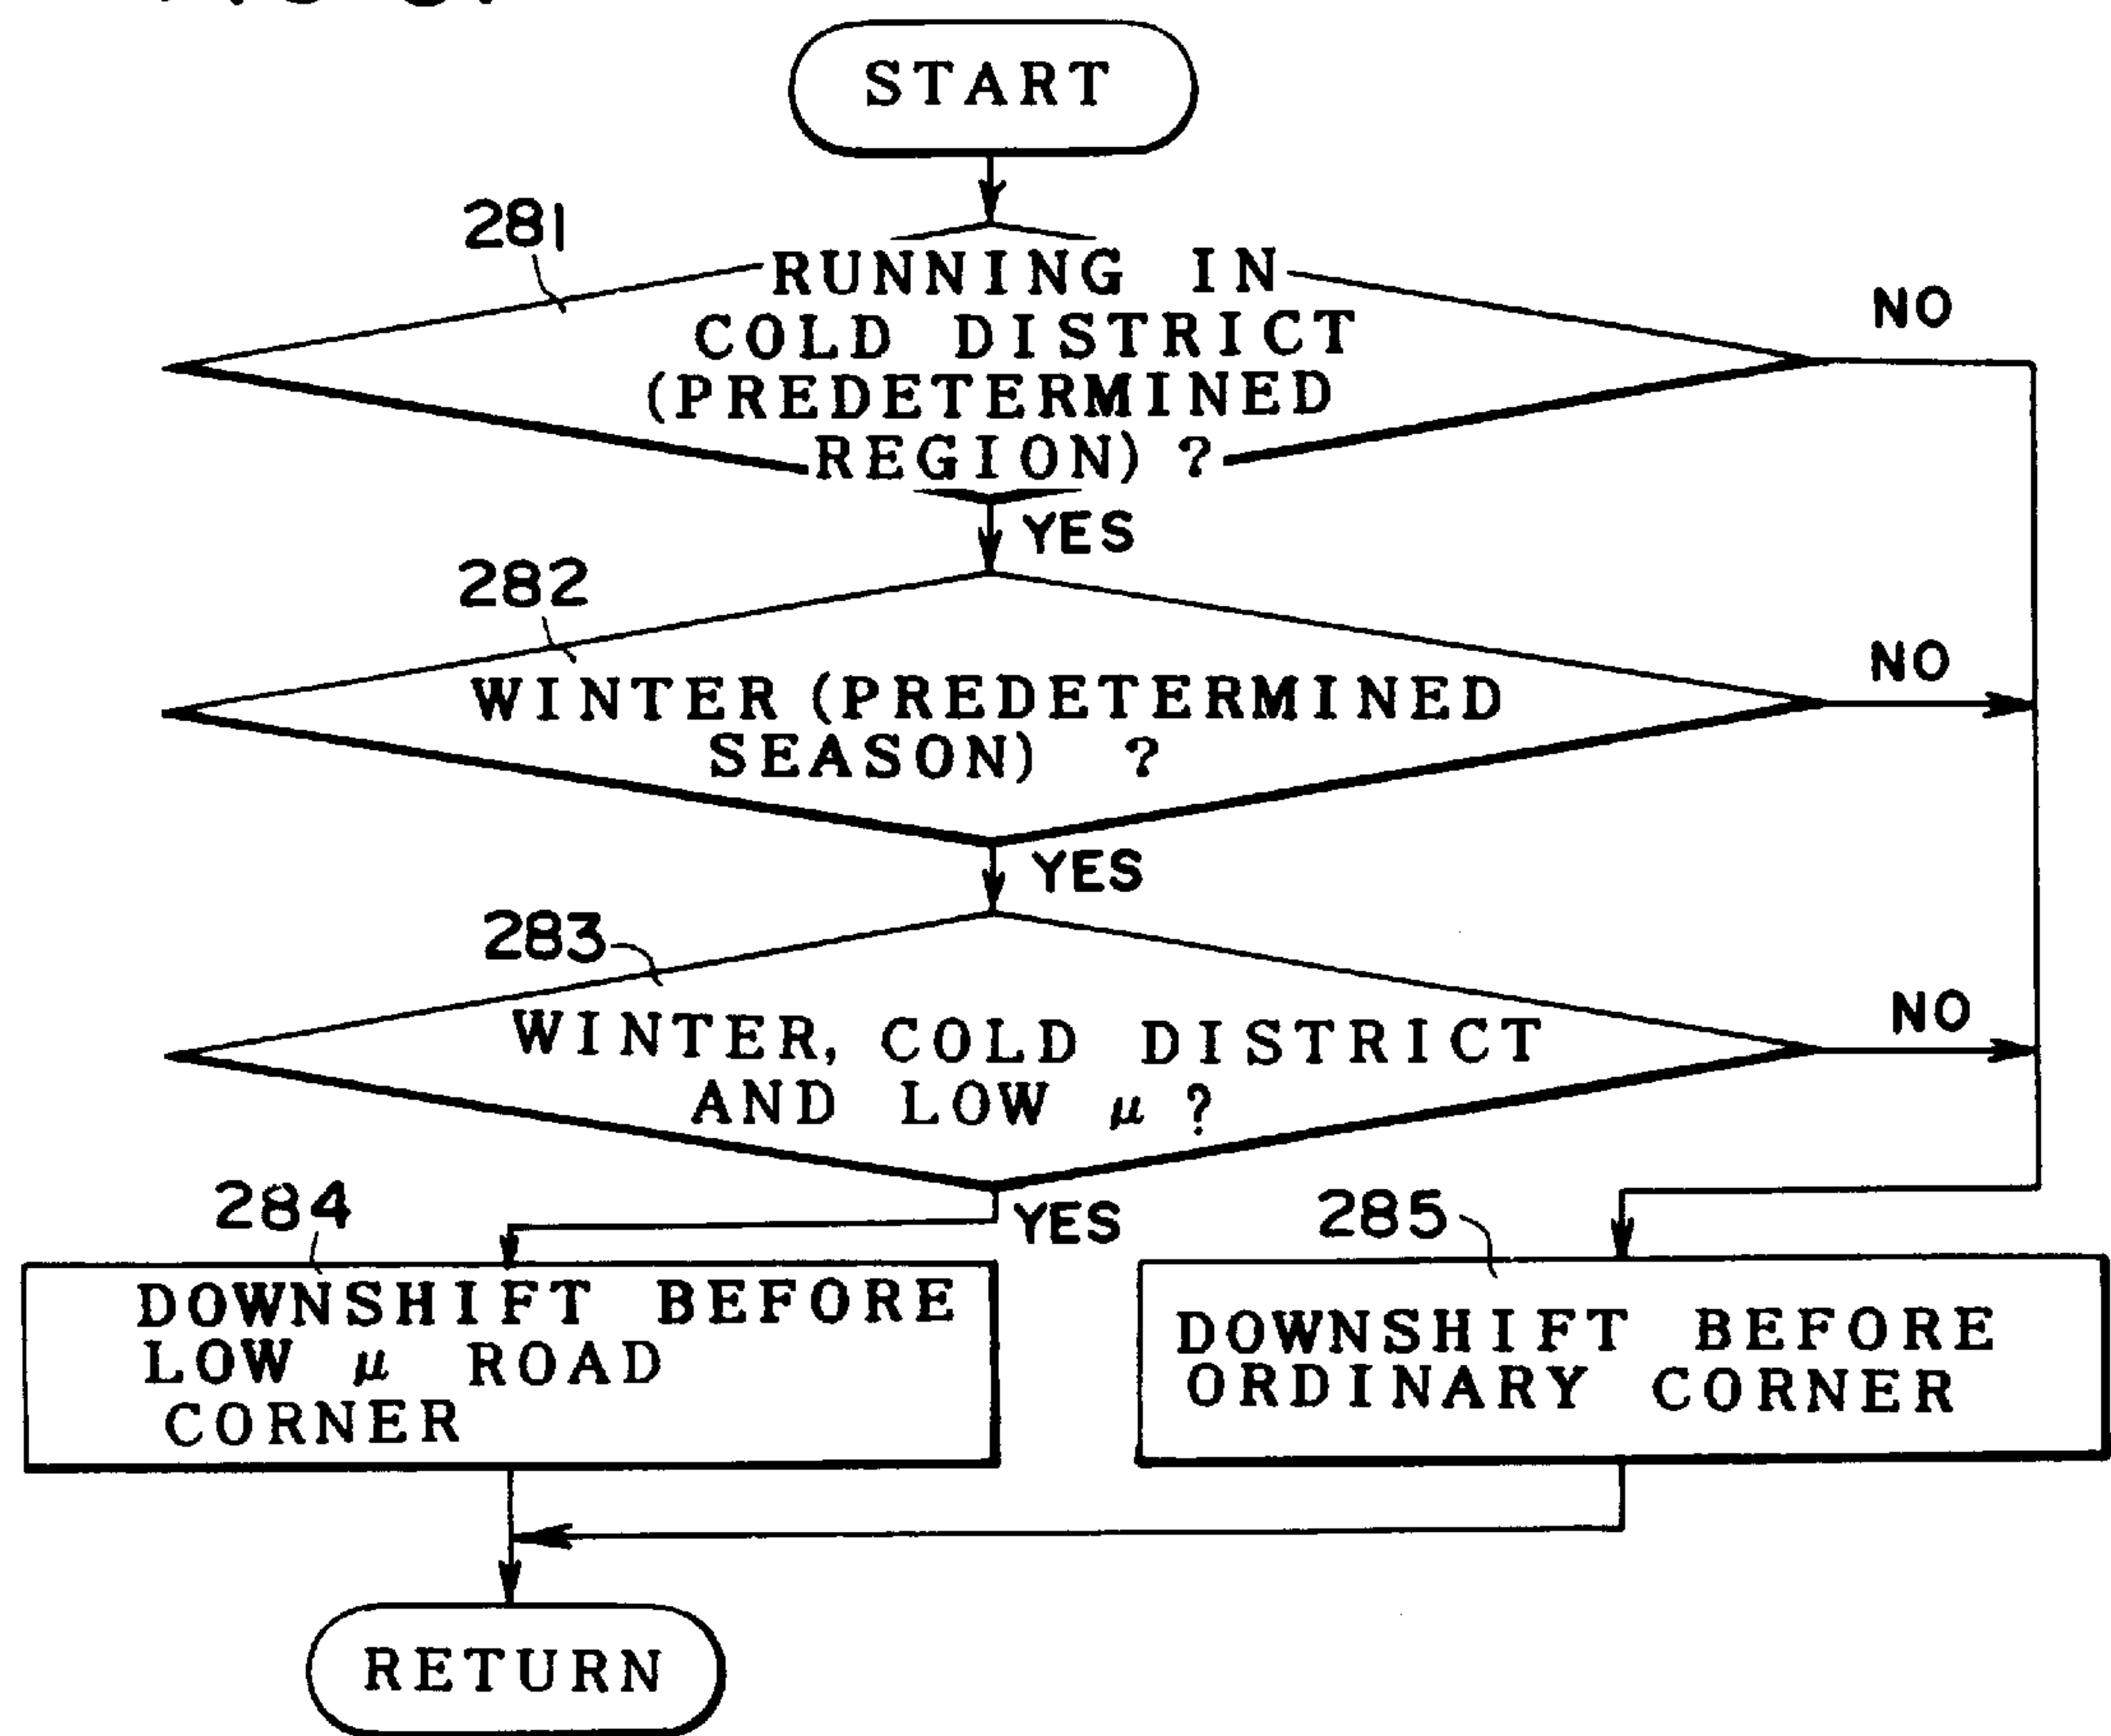 START
281
RUNNING IN
COLD DISTRICT
(PREDETERMINED
REGION) ?
NO
YES
282
WINTER (PREDETERMINED
SEASON) ?
NO
YES
283
WINTER, COLD DISTRICT
AND LOW μ ?
NO
YES
284
DOWNSHIFT BEFORE
LOW μ ROAD
CORNER
285
DOWNSHIFT BEFORE
ORDINARY CORNER
RETURN